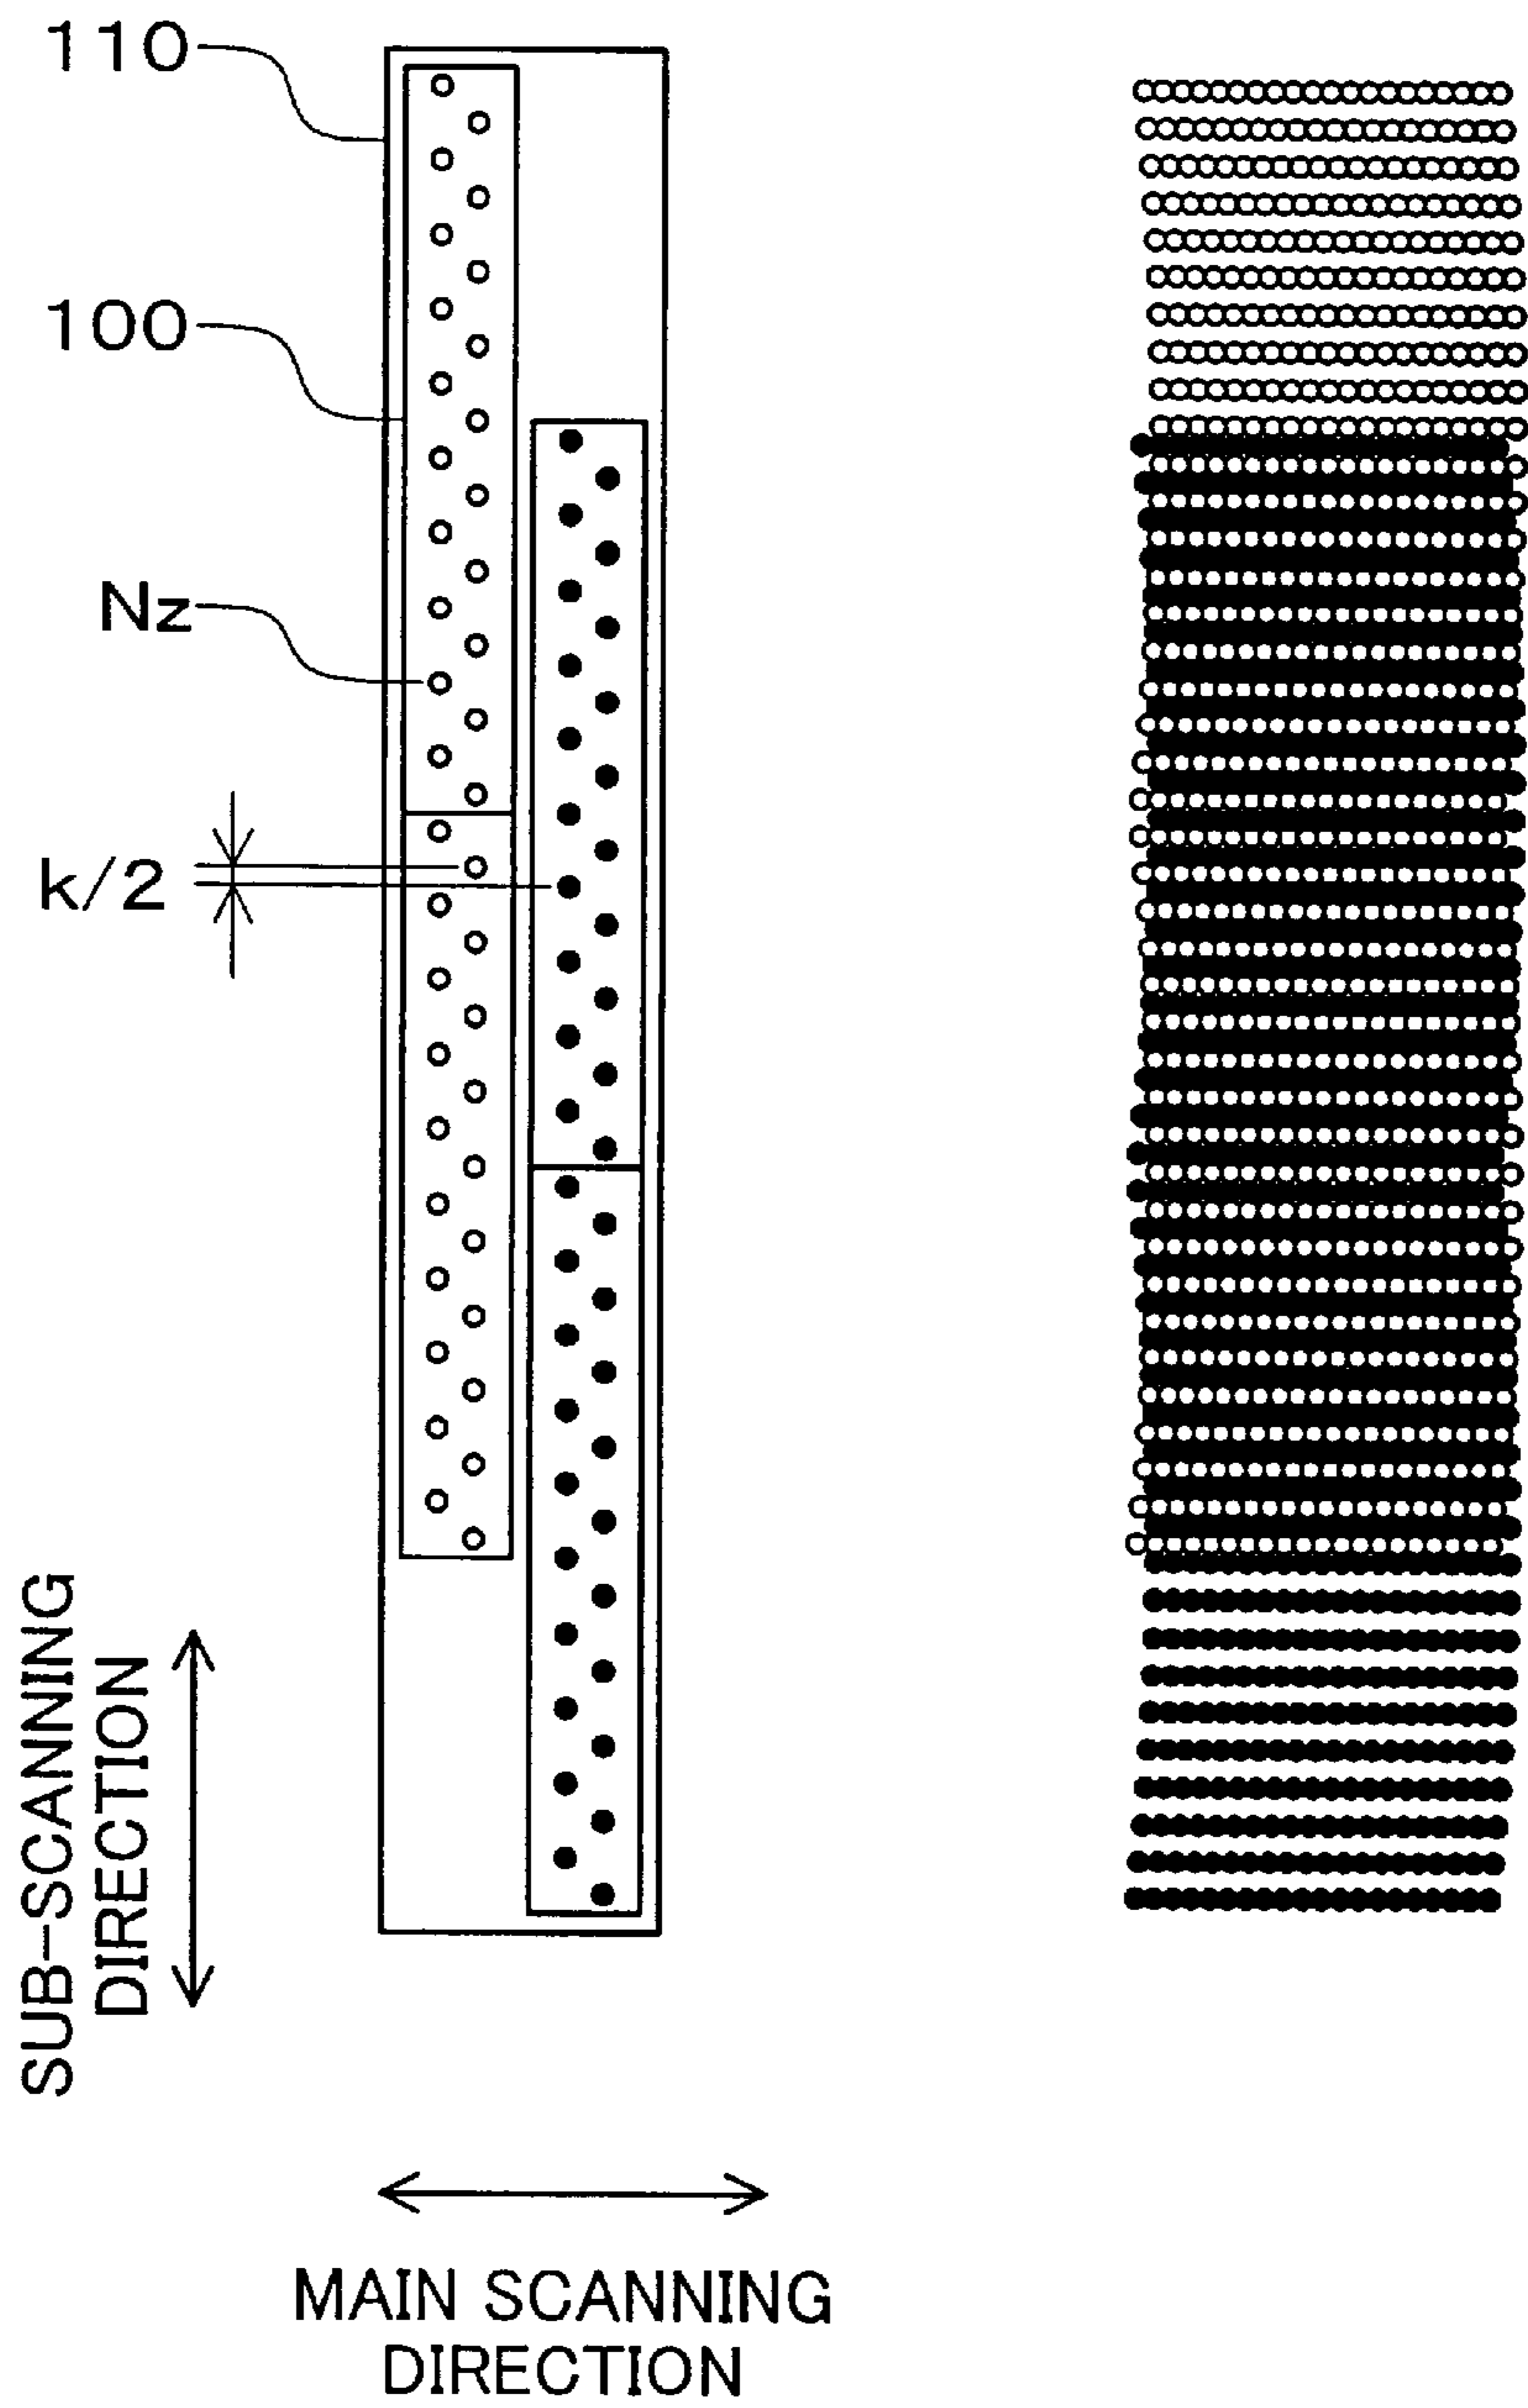 110
100
Nz
k/2
SUB-SCANNING
DIRECTION
MAIN SCANNING
DIRECTION